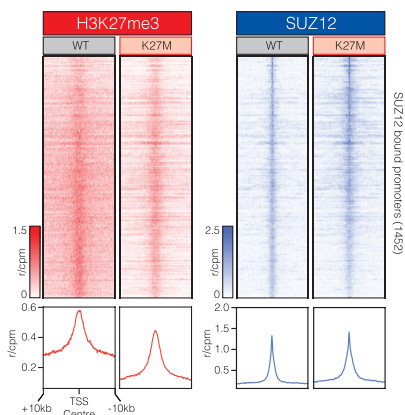 H3K27me3
SUZ12
WT
K27M
WT
K27M
SUZ12 bound promoters (1452)
1.5
r/cpm
0
2.5
r/cpm
0
0.6
0.4
0.2
r/cpm
2.0
1.5
1.0
0.5
r/cpm
+10kb
TSS
Centre
-10kb